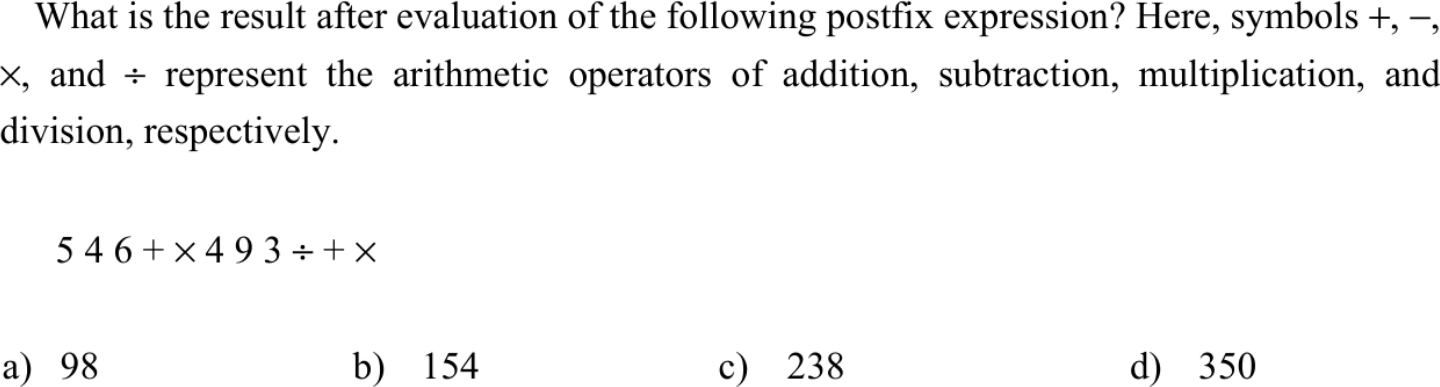 What is the result after evaluation of the following postfix expression? Here, symbols +, −,
×, and ÷ represent the arithmetic operators of addition, subtraction, multiplication, and
division, respectively.
5 4 6 + × 4 9 3 ÷ + ×
a) 98 b) 154 c) 238 d) 350